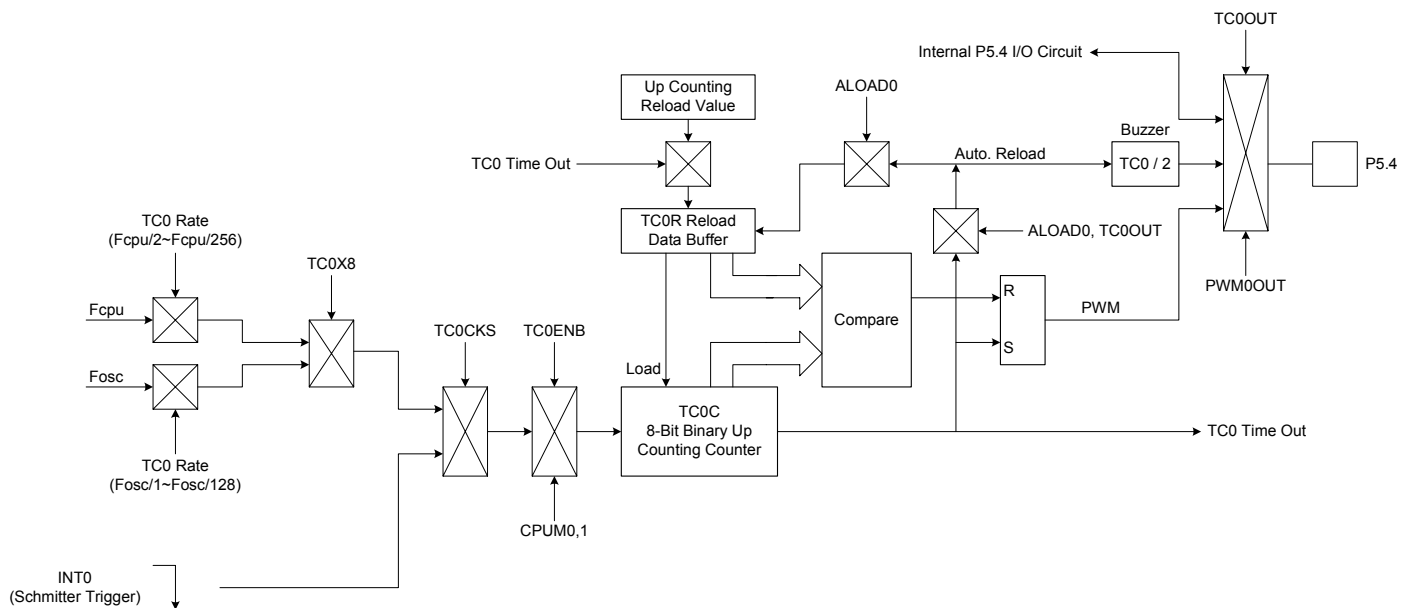 TC0OUT
Internal P5.4 I/O Circuit
Up Counting
Reload Value
ALOAD0
Buzzer
TC0 Time Out
Auto. Reload
TC0 / 2
P5.4
TC0 Rate
(Fcpu/2~Fcpu/256)
TC0R Reload
Data Buffer
ALOAD0, TC0OUT
TC0X8
PWM0OUT
Fcpu
R
PWM
Compare
TC0CKS
TC0ENB
S
Load
Fosc
TC0C
8-Bit Binary Up
Counting Counter
TC0 Time Out
TC0 Rate
(Fosc/1~Fosc/128)
CPUM0,1
INT0
(Schmitter Trigger)